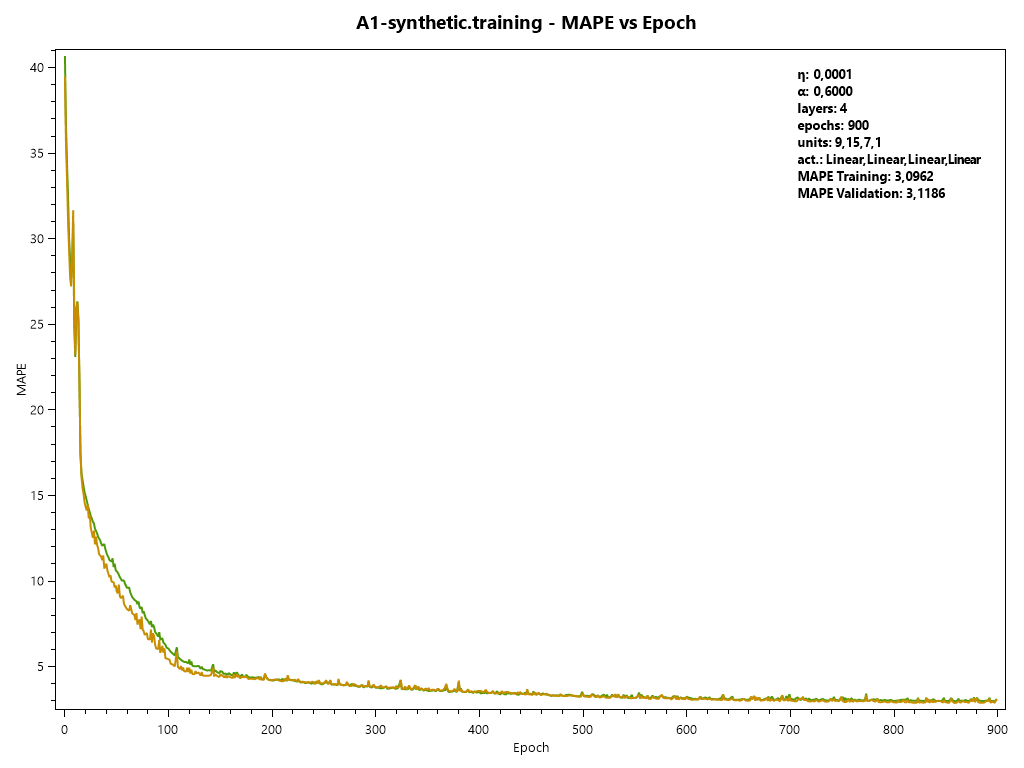 A1-synthetic.training - MAPE vs Epoch
η: 0,0001
α: 0,6000
layers: 4
epochs: 900
units: 9,15,7,1
act.: Linear,Linear,Linear,Linear
MAPE Training: 3,0962
MAPE Validation: 3,1186
40
35
30
25
20
15
10
5
MAPE
0 100 200 300 400 500 600 700 800 900
Epoch